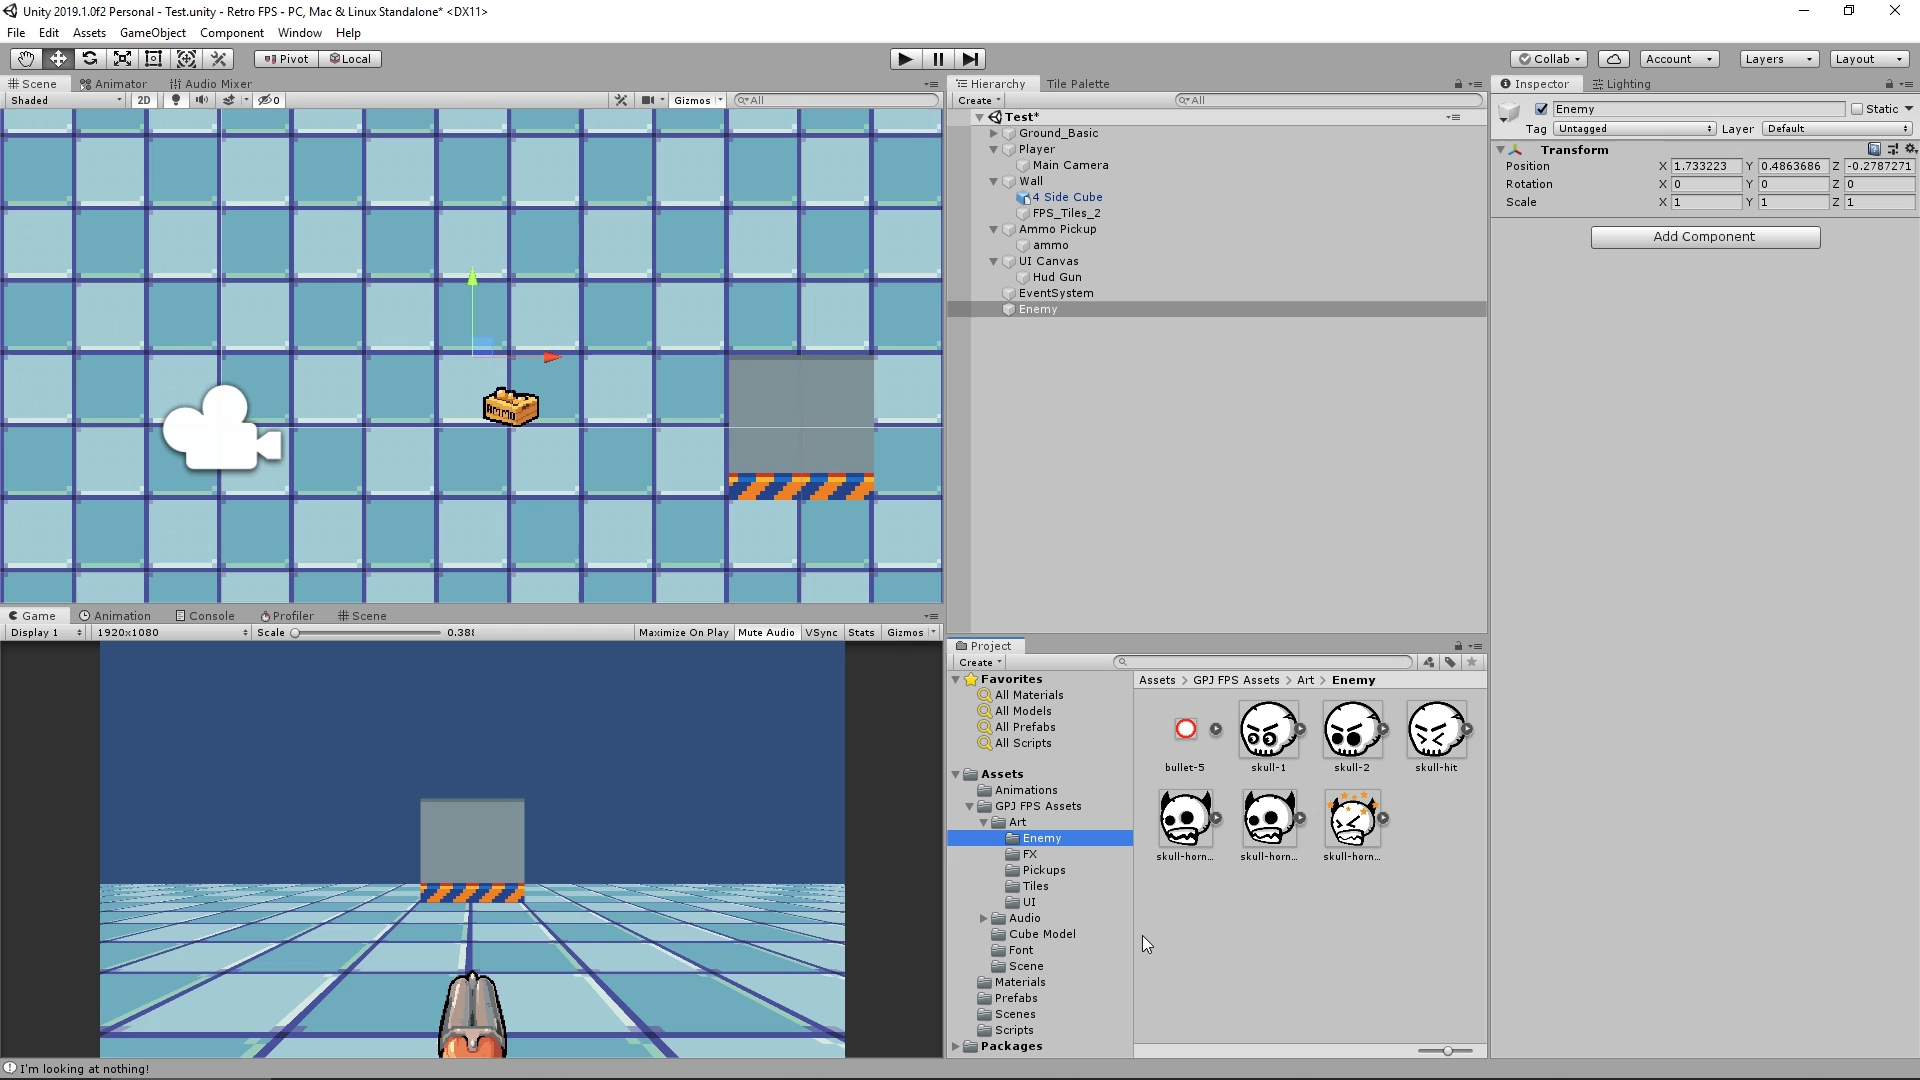 Unity 2019.1.0f2 Personal - Test.unity - Retro FPS - PC, Mac & Linux Standalone* <DX11>
File Edit Assets GameObject Component Window Help
Pivot Local Collab Account Layers Layout
Scene Animator Audio Mixer
Shaded 2D 0 Gizmos All
AMMO
Game Animation Console Profiler Scene
Display 1 1920x1080 Scale 0.388 Maximize On Play Mute Audio VSync Stats Gizmos
Hierarchy Tile Palette
Create All
Test*
Ground_Basic
Player
Main Camera
Wall
4 Side Cube
FPS_Tiles_2
Ammo Pickup
ammo
UI Canvas
Hud Gun
EventSystem
Enemy
Project
Create
Favorites
All Materials
All Models
All Prefabs
All Scripts
Assets
Animations
GPJ FPS Assets
Art
Enemy
FX
Pickups
Tiles
UI
Audio
Cube Model
Font
Scene
Materials
Prefabs
Scenes
Scripts
Packages
Assets > GPJ FPS Assets > Art > Enemy
bullet-5 skull-1 skull-2 skull-hit
skull-horn... skull-horn... skull-horn...
Inspector Lighting
Enemy Static
Tag Untagged Layer Default
Transform
Position X 1.733223 Y 0.4863686 Z -0.2787271
Rotation X 0 Y 0 Z 0
Scale X 1 Y 1 Z 1
Add Component
I'm looking at nothing!